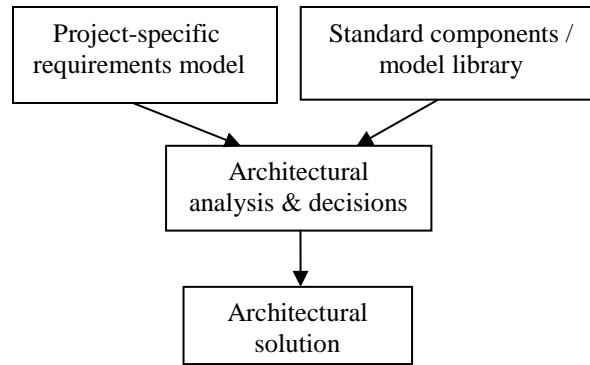 Project-specific
requirements model
Standard components /
model library
Architectural
analysis & decisions
Architectural
solution